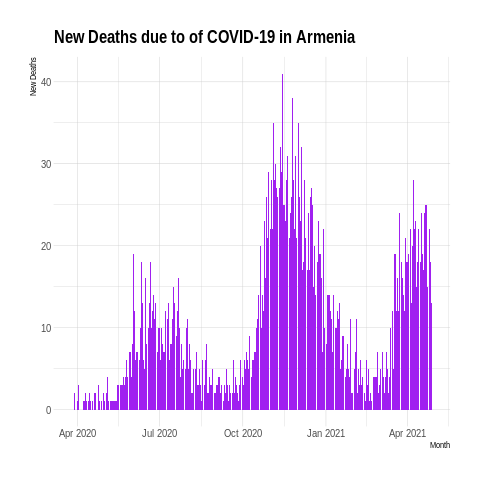 New Deaths due to of COVID-19 in Armenia
New Deaths
40
30
20
10
0
Apr 2020 Jul 2020 Oct 2020 Jan 2021 Apr 2021
Month